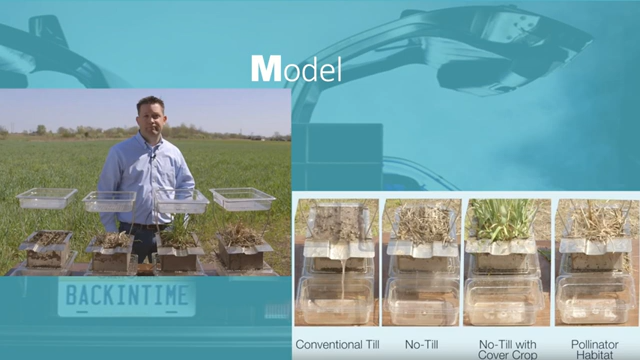 Model
BACKINTIME
Conventional Till
No-Till
No-Till with
Cover Crop
Pollinator
Habitat